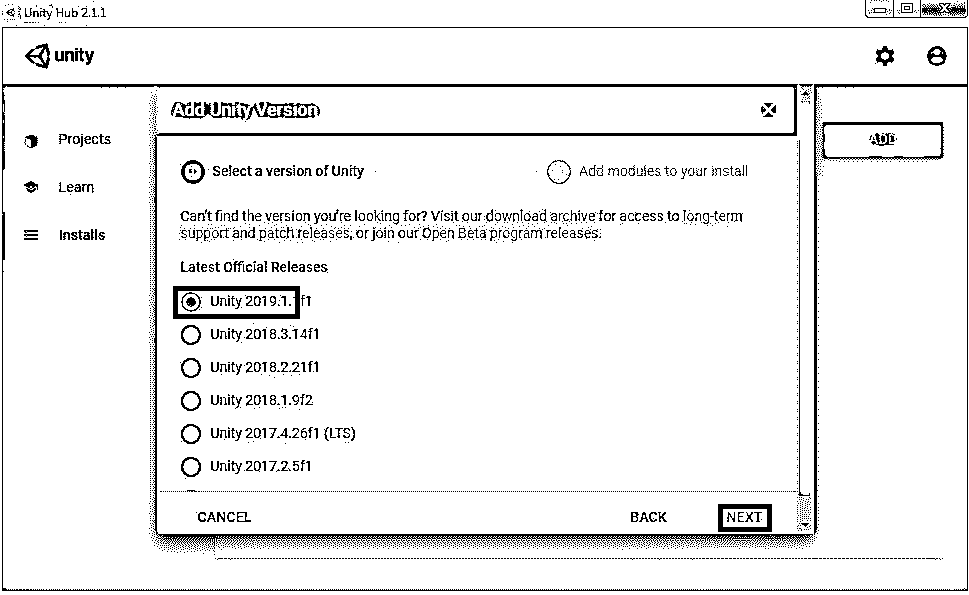 Unity Hub 2.1.1
unity
Add Unity Version
Projects
ADD
Select a version of Unity
Add modules to your install
Learn
Can't find the version you're looking for? Visit our download archive for access to long-term
support and patch releases, or join our Open Beta program releases.
Installs
Latest Official Releases
Unity 2019.1.1f1
Unity 2018.3.14f1
Unity 2018.2.21f1
Unity 2018.1.9f2
Unity 2017.4.26f1 (LTS)
Unity 2017.2.5f1
CANCEL
BACK
NEXT